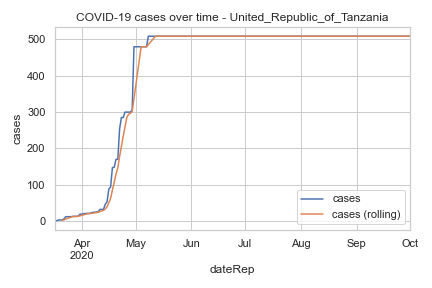 COVID-19 cases over time - United_Republic_of_Tanzania
500
400
300
200
100
0
cases
cases
cases (rolling)
Apr May Jun Jul Aug Sep Oct
2020
dateRep